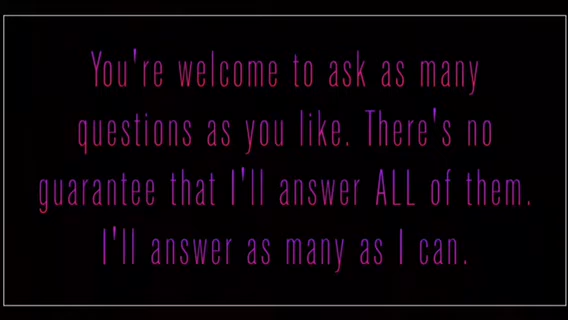 You're welcome to ask as many
questions as you like. There's no
guarantee that I'll answer ALL of them.
I'll answer as many as I can.